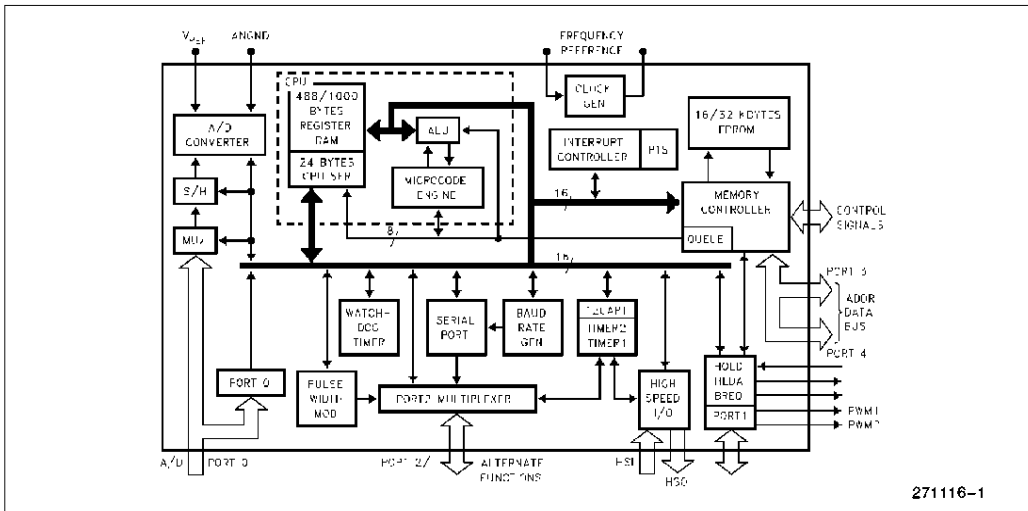 VREF
ANGND
FREQUENCY
REFERENCE
CPU
488/1000
BYTES
REGISTER
RAM
24 BYTES
CPU SFR
ALU
MICROCODE
ENGINE
CLOCK
GEN
INTERRUPT
CONTROLLER
PTS
16/32 KBYTES
EPROM
A/D
CONVERTER
S/H
MUX
16
8
16
MEMORY
CONTROLLER
QUEUE
CONTROL
SIGNALS
PORT 3
ADDR
DATA
BUS
PORT 4
WATCH-
DOG
TIMER
SERIAL
PORT
BAUD
RATE
GEN
T2CAPT
TIMER2
TIMER1
PORT 0
PULSE
WIDTH-
MOD
PORT2 MULTIPLEXER
HIGH
SPEED
I/O
HOLD
HLDA
BREQ
PORT1
PWM1
PWM2
A/D
PORT 0
PORT 2/
ALTERNATE
FUNCTIONS
HSI
HSO
271116-1